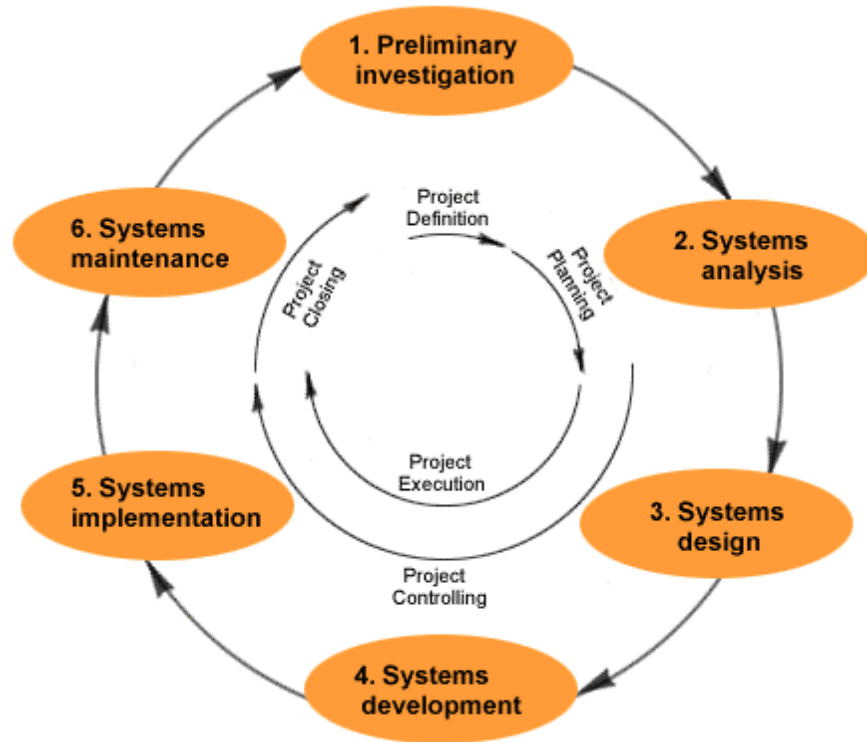 1. Preliminary
investigation
2. Systems
analysis
3. Systems
design
4. Systems
development
5. Systems
implementation
6. Systems
maintenance
Project
Definition
Project
Planning
Project
Execution
Project
Controlling
Project
Closing